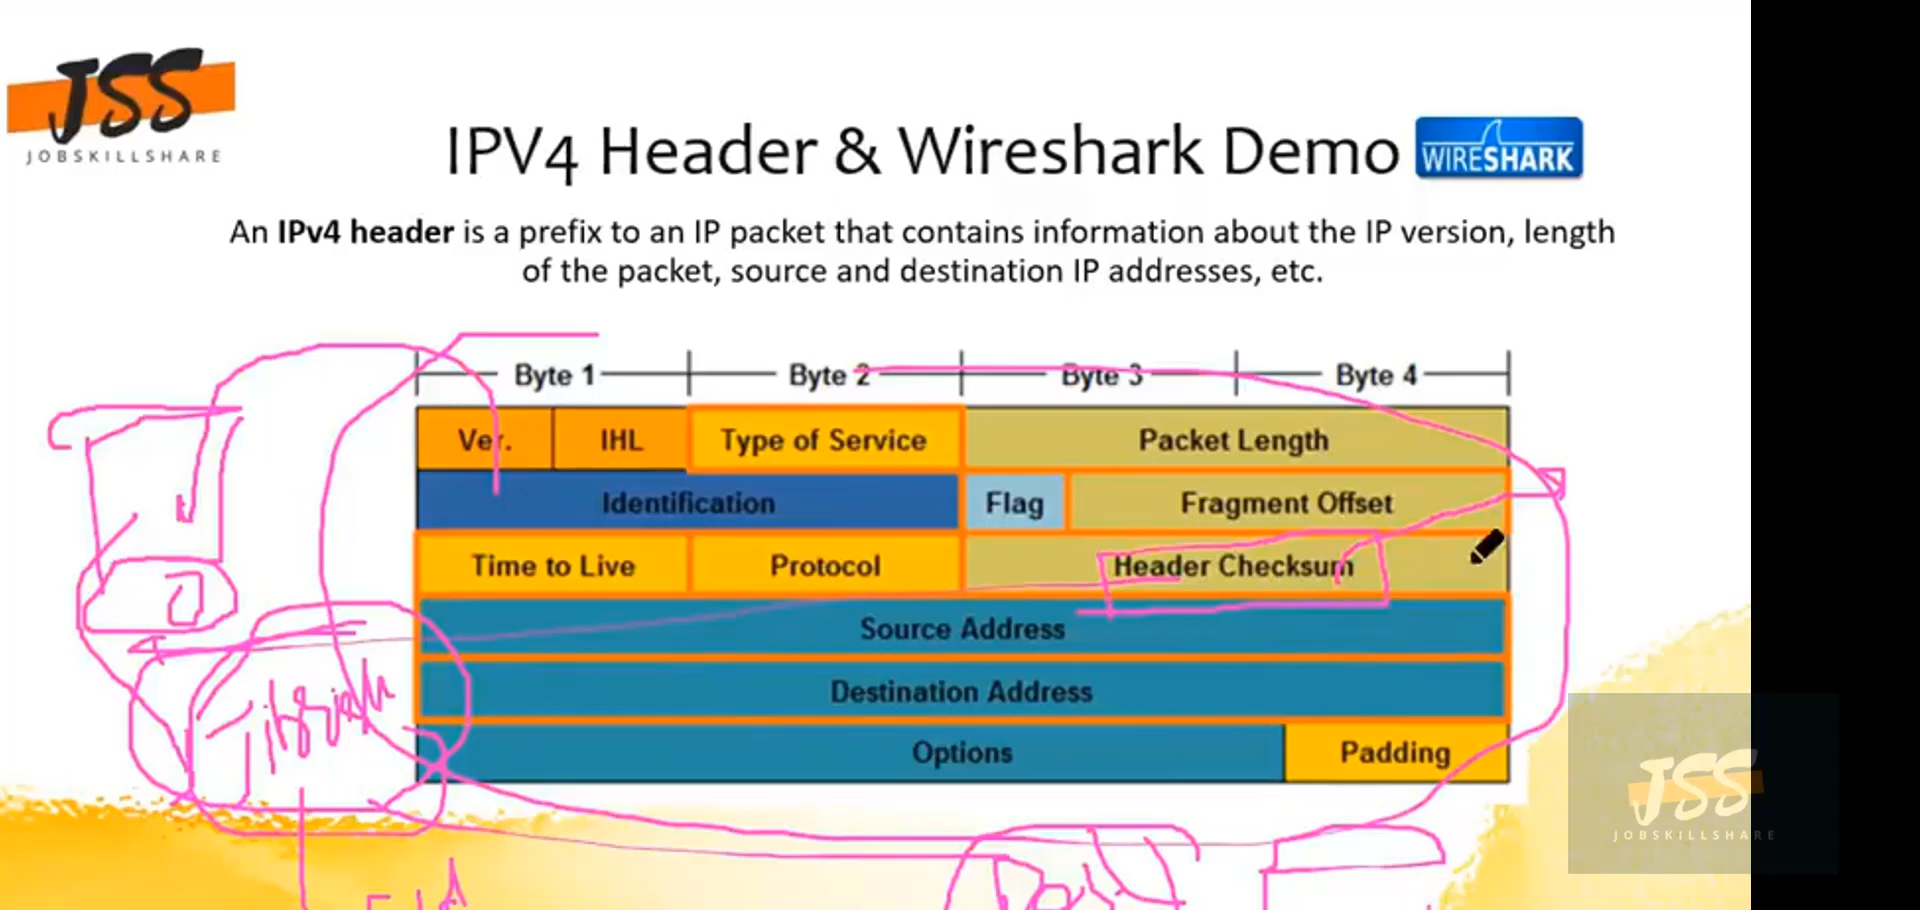 JSS
JOBSKILLSHARE
IPV4 Header & Wireshark Demo WIRESHARK
An IPv4 header is a prefix to an IP packet that contains information about the IP version, length
of the packet, source and destination IP addresses, etc.
Byte 1 Byte 2 Byte 3 Byte 4
Ver. IHL Type of Service Packet Length
Identification Flag Fragment Offset
Time to Live Protocol Header Checksum
Source Address
Destination Address
Options Padding
JSS
JOBSKILLSHARE